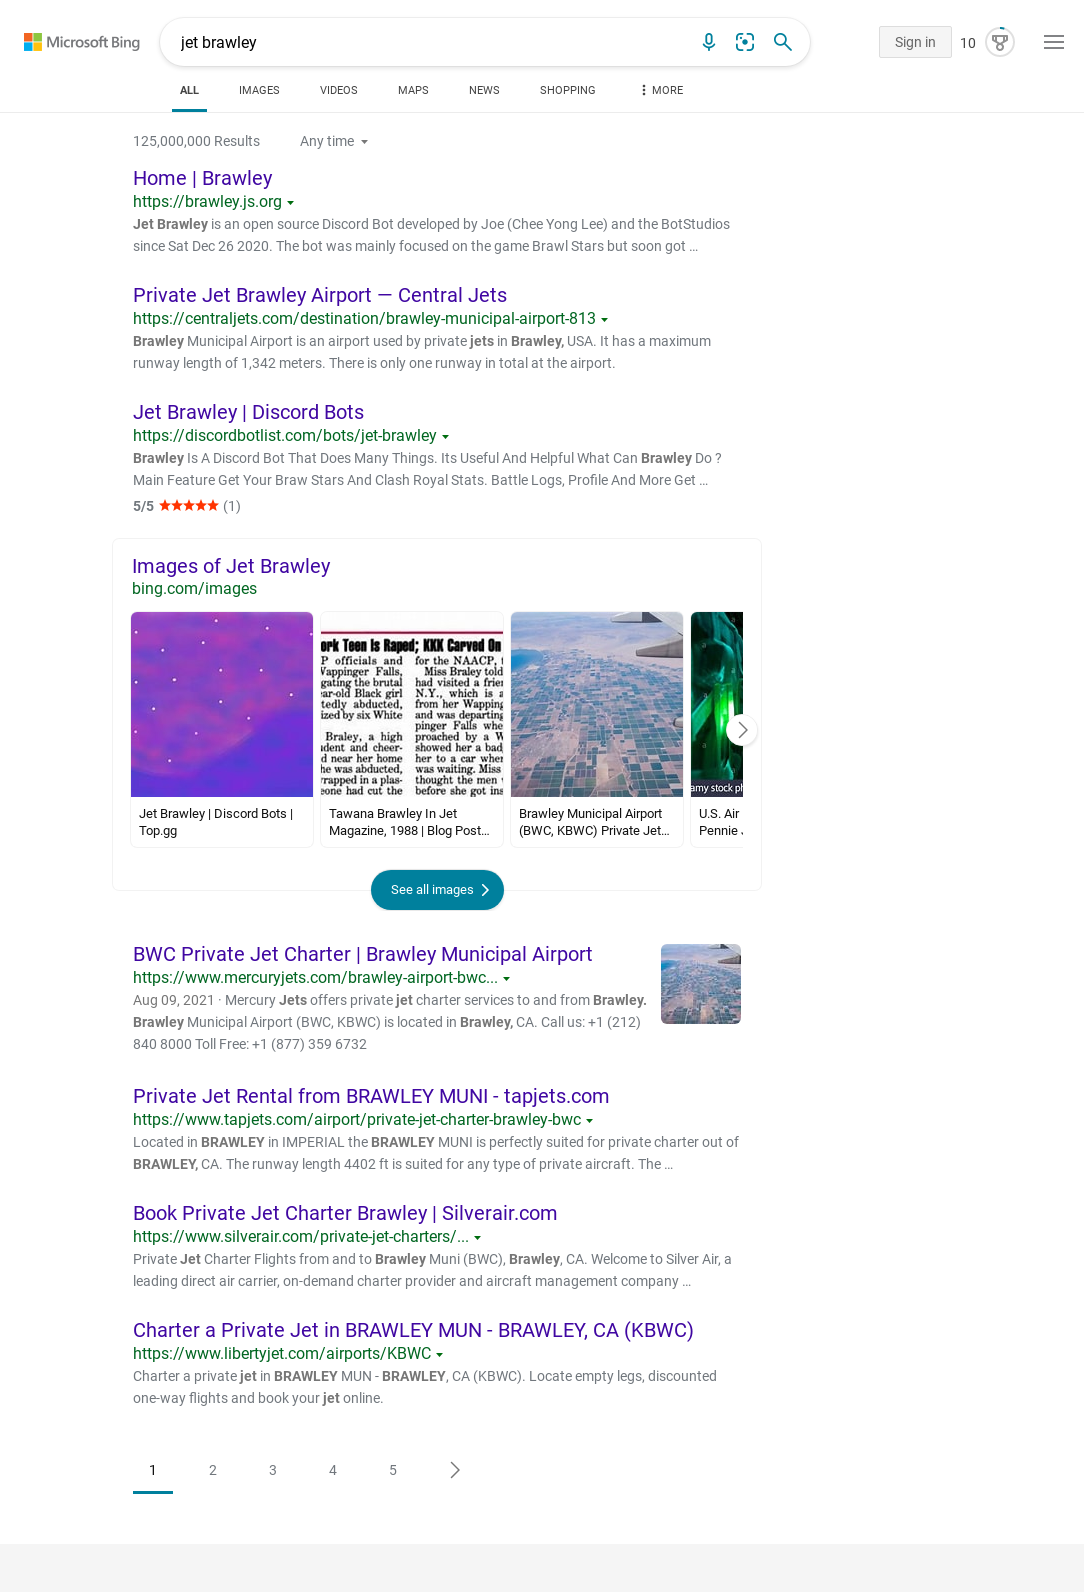 Microsoft Bing
jet brawley
Sign in
10
ALL
IMAGES
VIDEOS
MAPS
NEWS
SHOPPING
MORE
125,000,000 Results
Any time
Home | Brawley
https://brawley.js.org
Jet Brawley is an open source Discord Bot developed by Joe (Chee Yong Lee) and the BotStudios
since Sat Dec 26 2020. The bot was mainly focused on the game Brawl Stars but soon got ...
Private Jet Brawley Airport — Central Jets
https://centraljets.com/destination/brawley-municipal-airport-813
Brawley Municipal Airport is an airport used by private jets in Brawley, USA. It has a maximum
runway length of 1,342 meters. There is only one runway in total at the airport.
Jet Brawley | Discord Bots
https://discordbotlist.com/bots/jet-brawley
Brawley Is A Discord Bot That Does Many Things. Its Useful And Helpful What Can Brawley Do ?
Main Feature Get Your Braw Stars And Clash Royal Stats. Battle Logs, Profile And More Get ...
5/5 ★★★★★ (1)
Images of Jet Brawley
bing.com/images
ork Teen Is Raped; KKK Carved On
P officials and
Wappinger Falls,
gating the brutal
ear-old Black girl
tedly abducted,
ized by six White
Braley, a high
dent and cheer-
d near her home
he was abducted,
wrapped in a plas-
eone had cut the
for the NAACP, t
Miss Braley told
had visited a frien
N.Y., which is a
from her Wapping
and was departing
pinger Falls whe
proached by a W
showed her a bad
her to a car when
was waiting. Miss
thought the men
before she got ins
a
a
a
a
a
amy stock ph
Jet Brawley | Discord Bots |
Top.gg
Tawana Brawley In Jet
Magazine, 1988 | Blog Post...
Brawley Municipal Airport
(BWC, KBWC) Private Jet...
U.S. Air
Pennie J
See all images
BWC Private Jet Charter | Brawley Municipal Airport
https://www.mercuryjets.com/brawley-airport-bwc...
Aug 09, 2021 · Mercury Jets offers private jet charter services to and from Brawley.
Brawley Municipal Airport (BWC, KBWC) is located in Brawley, CA. Call us: +1 (212)
840 8000 Toll Free: +1 (877) 359 6732
Private Jet Rental from BRAWLEY MUNI - tapjets.com
https://www.tapjets.com/airport/private-jet-charter-brawley-bwc
Located in BRAWLEY in IMPERIAL the BRAWLEY MUNI is perfectly suited for private charter out of
BRAWLEY, CA. The runway length 4402 ft is suited for any type of private aircraft. The ...
Book Private Jet Charter Brawley | Silverair.com
https://www.silverair.com/private-jet-charters/...
Private Jet Charter Flights from and to Brawley Muni (BWC), Brawley, CA. Welcome to Silver Air, a
leading direct air carrier, on-demand charter provider and aircraft management company ...
Charter a Private Jet in BRAWLEY MUN - BRAWLEY, CA (KBWC)
https://www.libertyjet.com/airports/KBWC
Charter a private jet in BRAWLEY MUN - BRAWLEY, CA (KBWC). Locate empty legs, discounted
one-way flights and book your jet online.
1
2
3
4
5